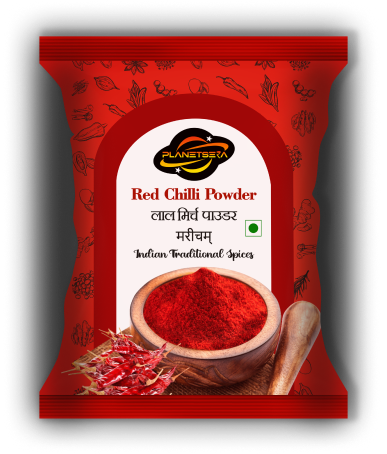 PLANETSERA
Red Chilli Powder
लाल मिर्च पाउडर
मरीचम्
Indian Traditional Spices